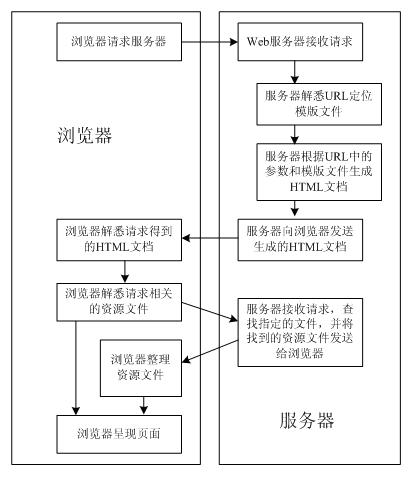 浏览器请求服务器
Web服务器接收请求
服务器解悉URL定位
模版文件
浏览器
服务器根据URL中的
参数和模版文件生成
HTML文档
浏览器解悉请求得到
的HTML文档
服务器向浏览器发送
生成的HTML文档
浏览器解悉请求相关
的资源文件
服务器接收请求，查
找指定的文件，并将
找到的资源文件发送
给浏览器
浏览器整理
资源文件
浏览器呈现页面
服务器